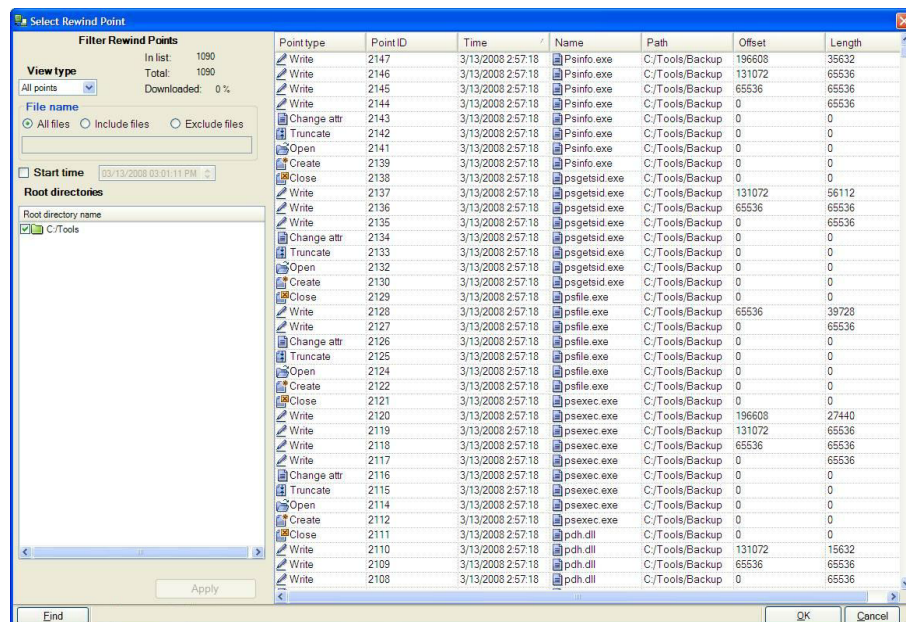 Select Rewind Point
Filter Rewind Points
In list: 1090
View type Total: 1090
All points Downloaded: 0 %
File name
All files Include files Exclude files
Start time 03/13/2008 03:01:11 PM
Root directories
Root directory name
C:/Tools
Apply
Point type Point ID Time Name Path Offset Length
Write 2147 3/13/2008 2:57:18 Psinfo.exe C:/Tools/Backup 196608 35632
Write 2146 3/13/2008 2:57:18 Psinfo.exe C:/Tools/Backup 131072 65536
Write 2145 3/13/2008 2:57:18 Psinfo.exe C:/Tools/Backup 65536 65536
Write 2144 3/13/2008 2:57:18 Psinfo.exe C:/Tools/Backup 0 65536
Change attr 2143 3/13/2008 2:57:18 Psinfo.exe C:/Tools/Backup 0 0
Truncate 2142 3/13/2008 2:57:18 Psinfo.exe C:/Tools/Backup 0 0
Open 2141 3/13/2008 2:57:18 Psinfo.exe C:/Tools/Backup 0 0
Create 2139 3/13/2008 2:57:18 Psinfo.exe C:/Tools/Backup 0 0
Close 2138 3/13/2008 2:57:18 psgetsid.exe C:/Tools/Backup 0 0
Write 2137 3/13/2008 2:57:18 psgetsid.exe C:/Tools/Backup 131072 56112
Write 2136 3/13/2008 2:57:18 psgetsid.exe C:/Tools/Backup 65536 65536
Write 2135 3/13/2008 2:57:18 psgetsid.exe C:/Tools/Backup 0 65536
Change attr 2134 3/13/2008 2:57:18 psgetsid.exe C:/Tools/Backup 0 0
Truncate 2133 3/13/2008 2:57:18 psgetsid.exe C:/Tools/Backup 0 0
Open 2132 3/13/2008 2:57:18 psgetsid.exe C:/Tools/Backup 0 0
Create 2130 3/13/2008 2:57:18 psgetsid.exe C:/Tools/Backup 0 0
Close 2129 3/13/2008 2:57:18 psfile.exe C:/Tools/Backup 0 0
Write 2128 3/13/2008 2:57:18 psfile.exe C:/Tools/Backup 65536 39728
Write 2127 3/13/2008 2:57:18 psfile.exe C:/Tools/Backup 0 65536
Change attr 2126 3/13/2008 2:57:18 psfile.exe C:/Tools/Backup 0 0
Truncate 2125 3/13/2008 2:57:18 psfile.exe C:/Tools/Backup 0 0
Open 2124 3/13/2008 2:57:18 psfile.exe C:/Tools/Backup 0 0
Create 2122 3/13/2008 2:57:18 psfile.exe C:/Tools/Backup 0 0
Close 2121 3/13/2008 2:57:18 psexec.exe C:/Tools/Backup 0 0
Write 2120 3/13/2008 2:57:18 psexec.exe C:/Tools/Backup 196608 27440
Write 2119 3/13/2008 2:57:18 psexec.exe C:/Tools/Backup 131072 65536
Write 2118 3/13/2008 2:57:18 psexec.exe C:/Tools/Backup 65536 65536
Write 2117 3/13/2008 2:57:18 psexec.exe C:/Tools/Backup 0 65536
Change attr 2116 3/13/2008 2:57:18 psexec.exe C:/Tools/Backup 0 0
Truncate 2115 3/13/2008 2:57:18 psexec.exe C:/Tools/Backup 0 0
Open 2114 3/13/2008 2:57:18 psexec.exe C:/Tools/Backup 0 0
Create 2112 3/13/2008 2:57:18 psexec.exe C:/Tools/Backup 0 0
Close 2111 3/13/2008 2:57:18 pdh.dll C:/Tools/Backup 0 0
Write 2110 3/13/2008 2:57:18 pdh.dll C:/Tools/Backup 131072 15632
Write 2109 3/13/2008 2:57:18 pdh.dll C:/Tools/Backup 65536 65536
Write 2108 3/13/2008 2:57:18 pdh.dll C:/Tools/Backup 0 65536
Find OK Cancel